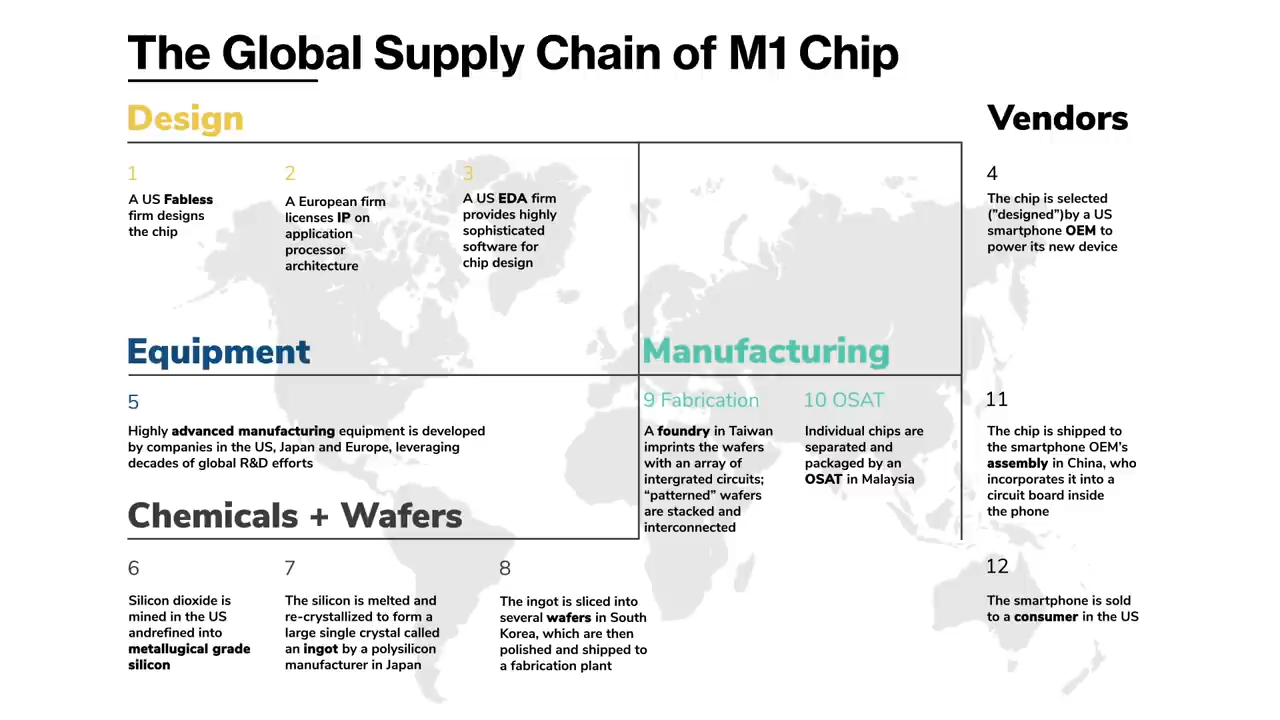 The Global Supply Chain of M1 Chip
Design
1
A US Fabless
firm designs
the chip
2
A European firm
licenses IP on
application
processor
architecture
3
A US EDA firm
provides highly
sophisticated
software for
chip design
Vendors
4
The chip is selected
("designed")by a US
smartphone OEM to
power its new device
Equipment
5
Highly advanced manufacturing equipment is developed
by companies in the US, Japan and Europe, leveraging
decades of global R&D efforts
Chemicals + Wafers
6
Silicon dioxide is
mined in the US
andrefined into
metallugical grade
silicon
7
The silicon is melted and
re-crystallized to form a
large single crystal called
an ingot by a polysilicon
manufacturer in Japan
8
The ingot is sliced into
several wafers in South
Korea, which are then
polished and shipped to
a fabrication plant
Manufacturing
9 Fabrication
A foundry in Taiwan
imprints the wafers
with an array of
intergrated circuits;
“patterned” wafers
are stacked and
interconnected
10 OSAT
Individual chips are
separated and
packaged by an
OSAT in Malaysia
11
The chip is shipped to
the smartphone OEM’s
assembly in China, who
incorporates it into a
circuit board inside
the phone
12
The smartphone is sold
to a consumer in the US